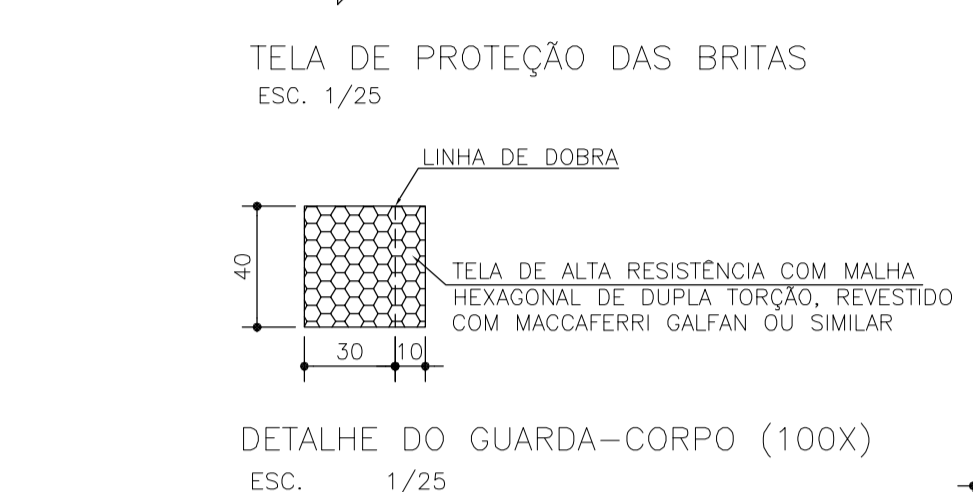 TELA DE PROTEÇÃO DAS BRITAS
ESC. 1/25
LINHA DE DOBRA
40
TELA DE ALTA RESISTÊNCIA COM MALHA
HEXAGONAL DE DUPLA TORÇÃO, REVESTIDO
COM MACCAFERRI GALFAN OU SIMILAR
30 10
DETALHE DO GUARDA-CORPO (100X)
ESC. 1/25